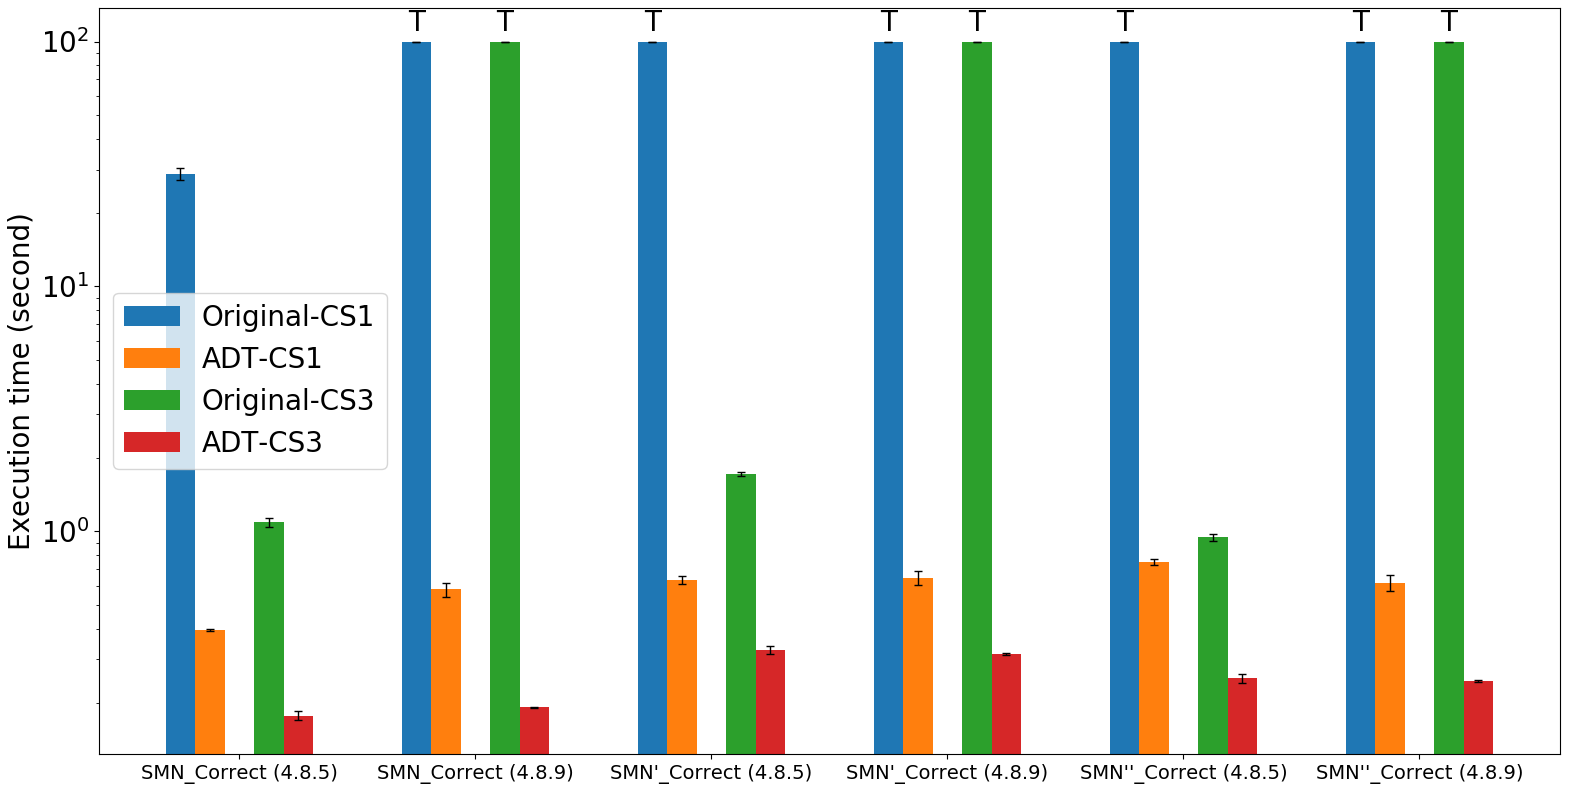 T T T T T T T T
10²
10¹
10⁰
Execution time (second)
Original-CS1
ADT-CS1
Original-CS3
ADT-CS3
SMN_Correct (4.8.5) SMN_Correct (4.8.9) SMN'_Correct (4.8.5) SMN'_Correct (4.8.9) SMN''_Correct (4.8.5) SMN''_Correct (4.8.9)